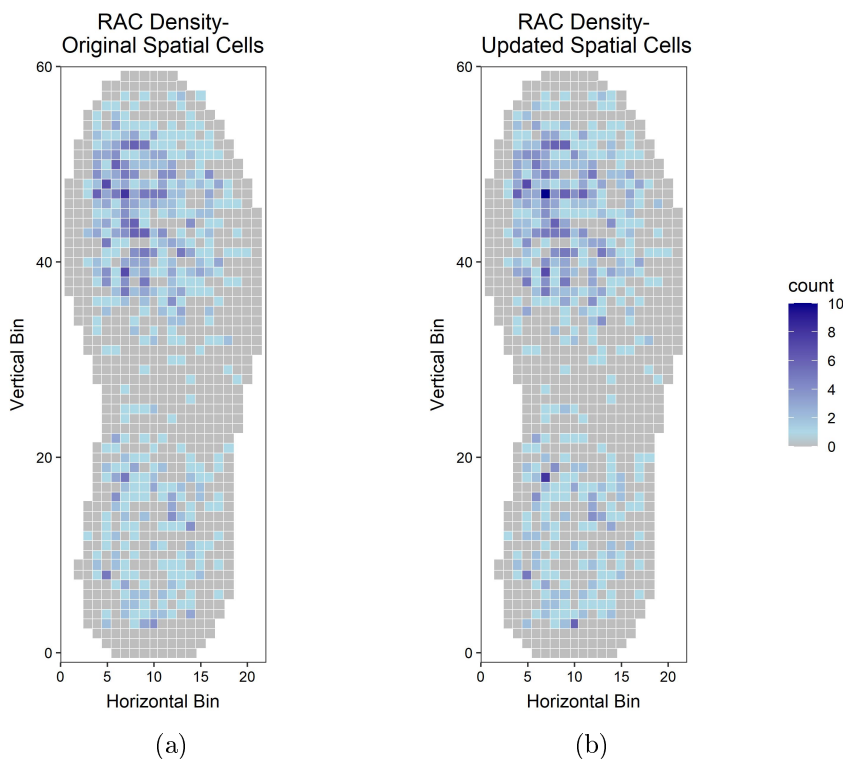 RAC Density-
Original Spatial Cells
60
40
20
0
Vertical Bin
0 5 10 15 20
Horizontal Bin
(a)
RAC Density-
Updated Spatial Cells
60
40
20
0
Vertical Bin
0 5 10 15 20
Horizontal Bin
(b)
count
10
8
6
4
2
0